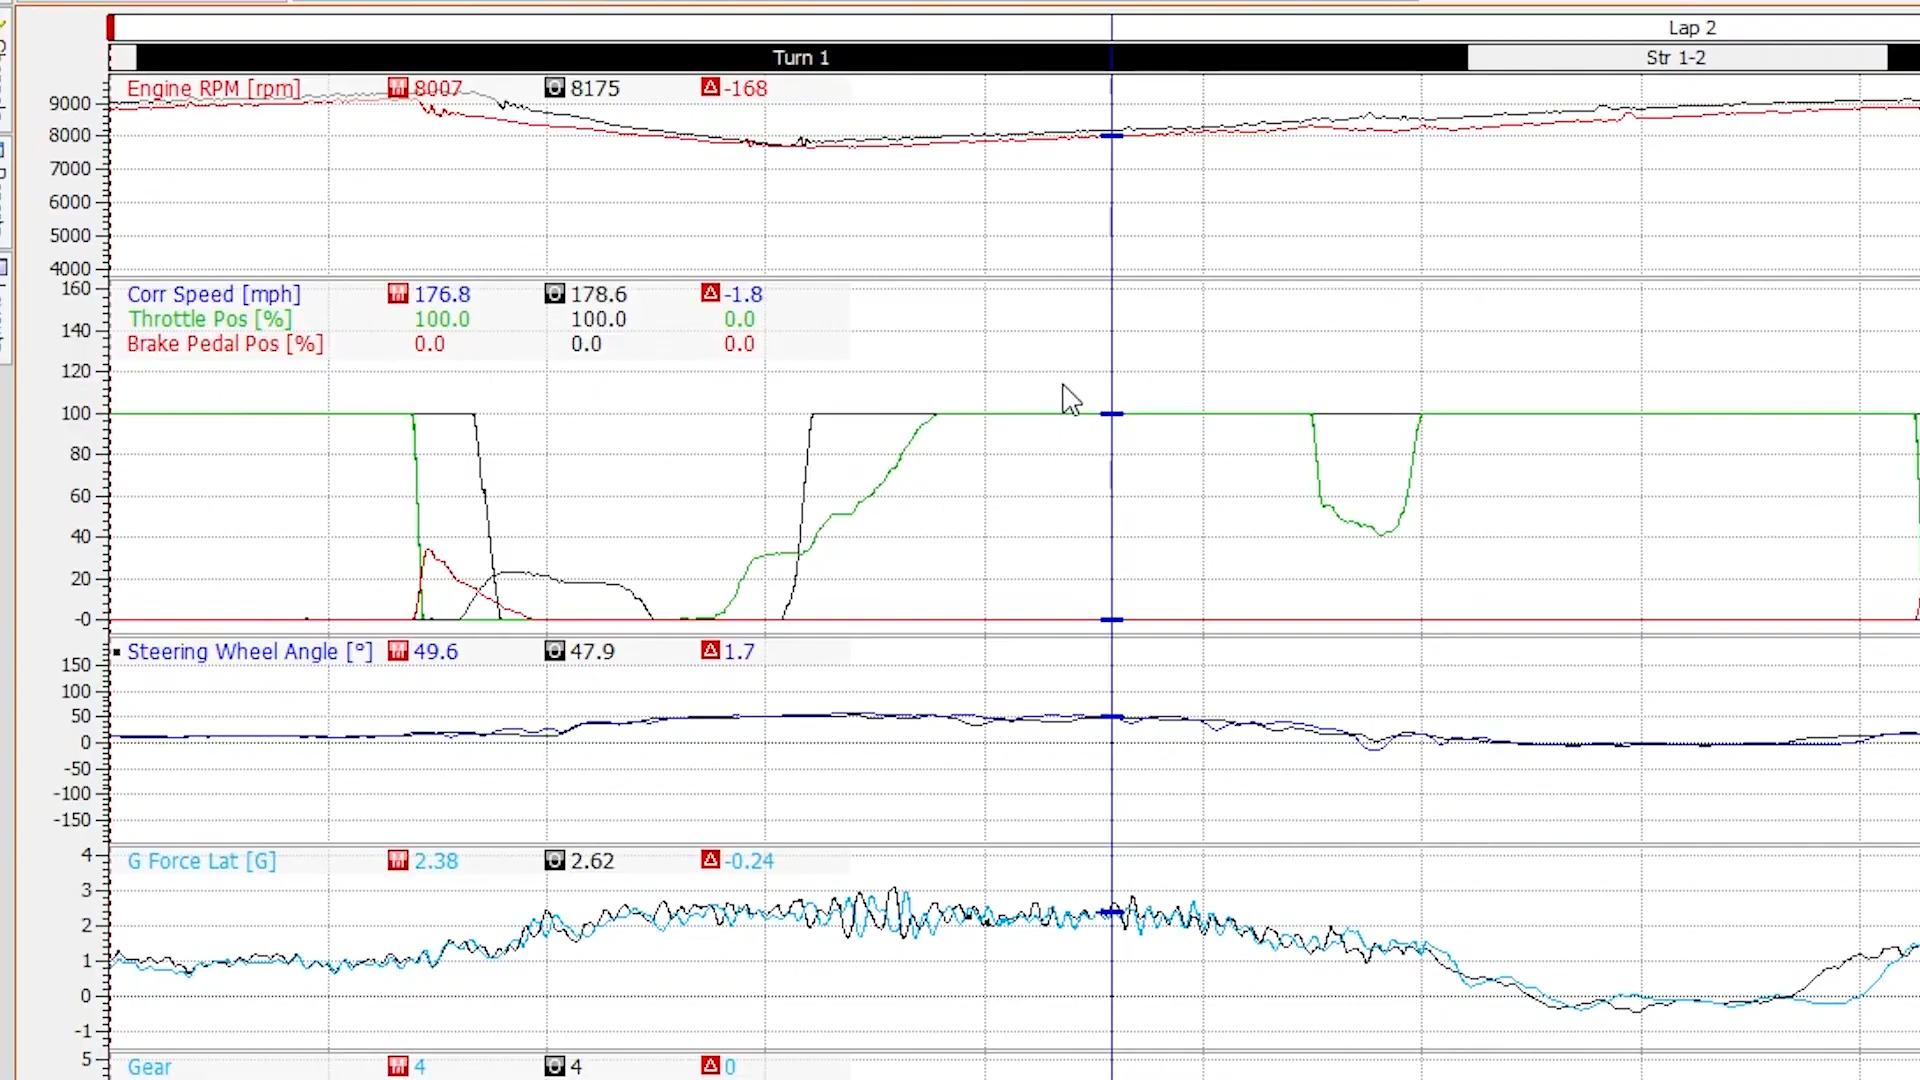 Lap 2
Turn 1
Str 1-2
Engine RPM [rpm] M 8007 O 8175 Δ -168
9000
8000
7000
6000
5000
4000
160
Corr Speed [mph] M 176.8 O 178.6 Δ -1.8
Throttle Pos [%] 100.0 100.0 0.0
Brake Pedal Pos [%] 0.0 0.0 0.0
140
120
100
80
60
40
20
-0
Steering Wheel Angle [°] M 49.6 O 47.9 Δ 1.7
150
100
50
0
-50
-100
-150
4
G Force Lat [G] M 2.38 O 2.62 Δ -0.24
3
2
1
0
-1
5
Gear M 4 O 4 Δ 0